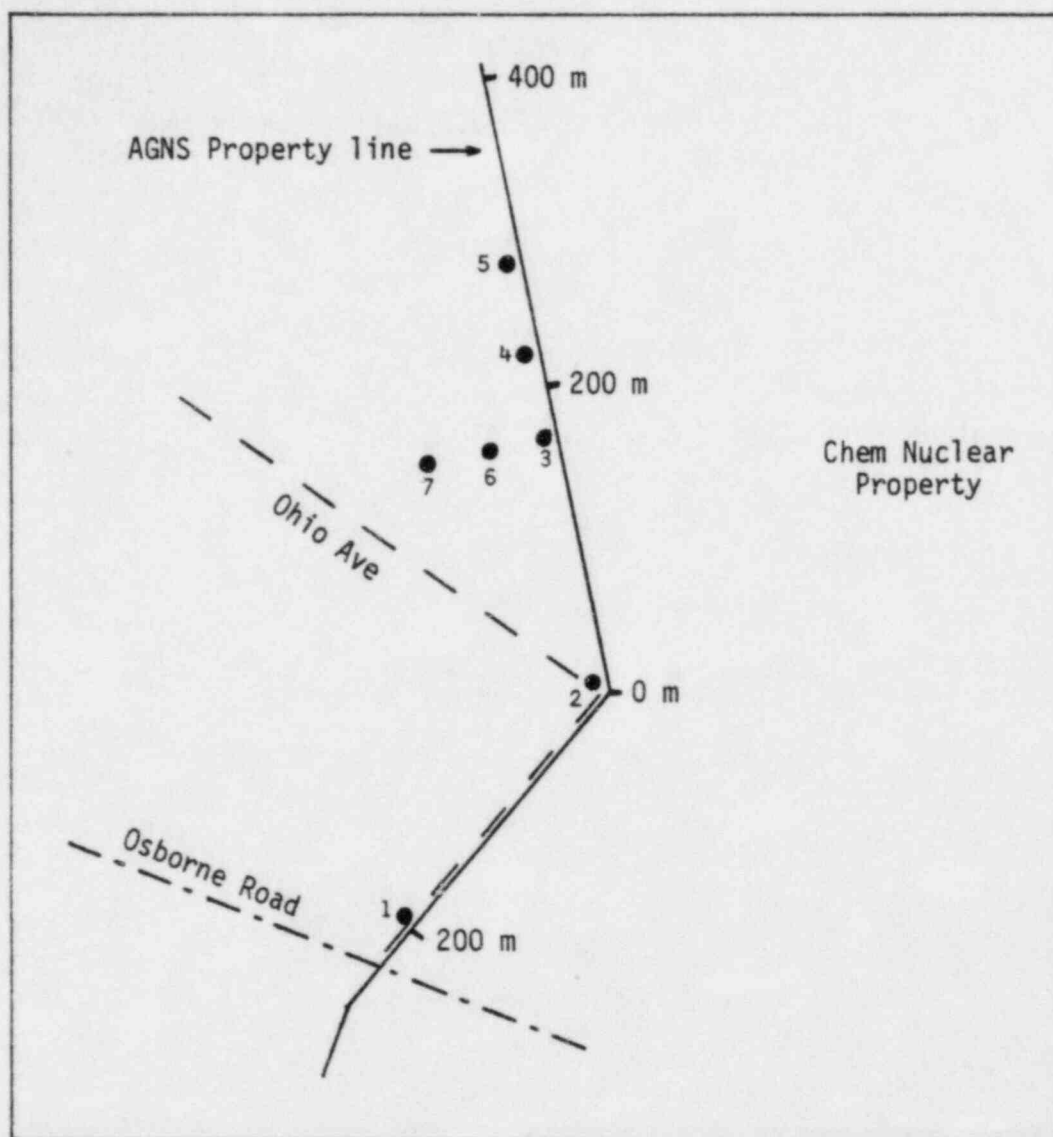 400 m
AGNS Property line
5
4
200 m
3
6
7
Chem Nuclear
Property
Ohio Ave
2
0 m
Osborne Road
1
200 m